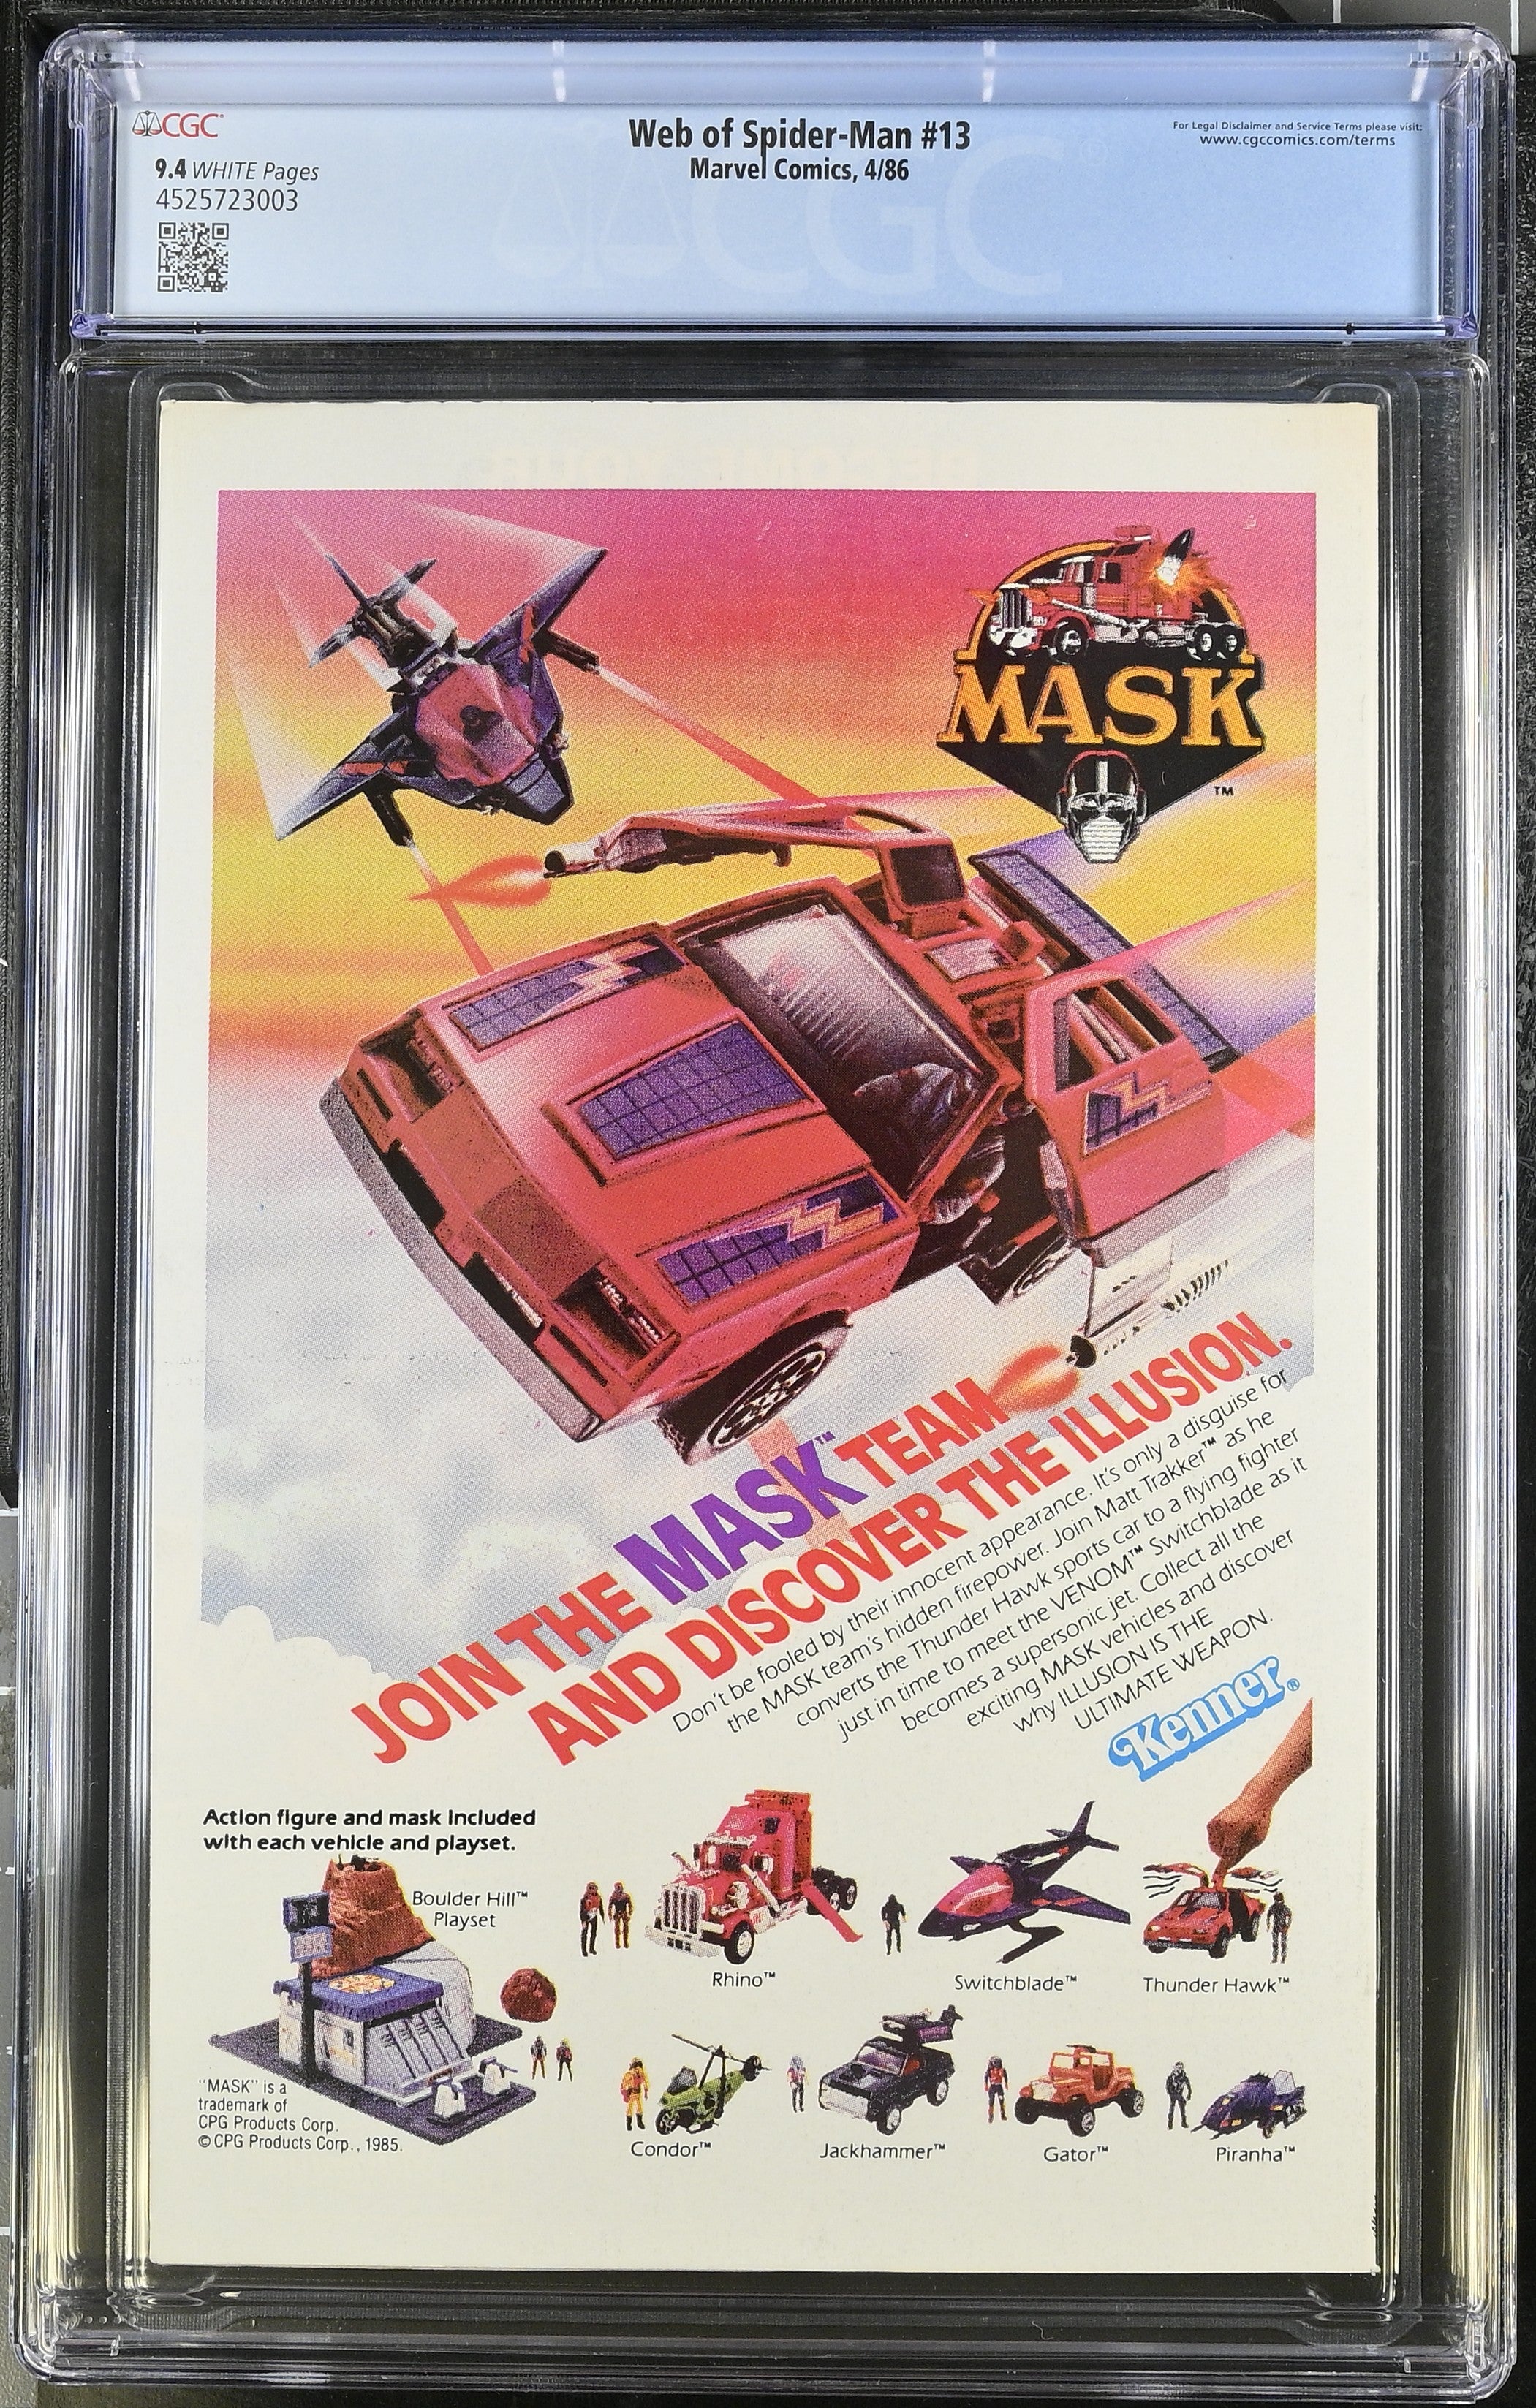 CGC
9.4 WHITE Pages
4525723003
Web of Spider-Man #13
Marvel Comics, 4/86
For Legal Disclaimer and Service Terms please visit:
www.cgccomics.com/terms
CGC
MASK
TM
JOIN THE MASK™ TEAM
AND DISCOVER THE ILLUSION.
Don't be fooled by their innocent appearance. It's only a disguise for
the MASK team's hidden firepower. Join Matt Trakker™ as he
converts the Thunder Hawk sports car to a flying fighter
just in time to meet the VENOM™ Switchblade as it
becomes a supersonic jet. Collect all the
exciting MASK vehicles and discover
why ILLUSION IS THE
ULTIMATE WEAPON.
Kenner®
Action figure and mask included
with each vehicle and playset.
Boulder Hill™
Playset
Rhino™
Switchblade™
Thunder Hawk™
"MASK" is a
trademark of
CPG Products Corp.
© CPG Products Corp., 1985.
Condor™
Jackhammer™
Gator™
Piranha™